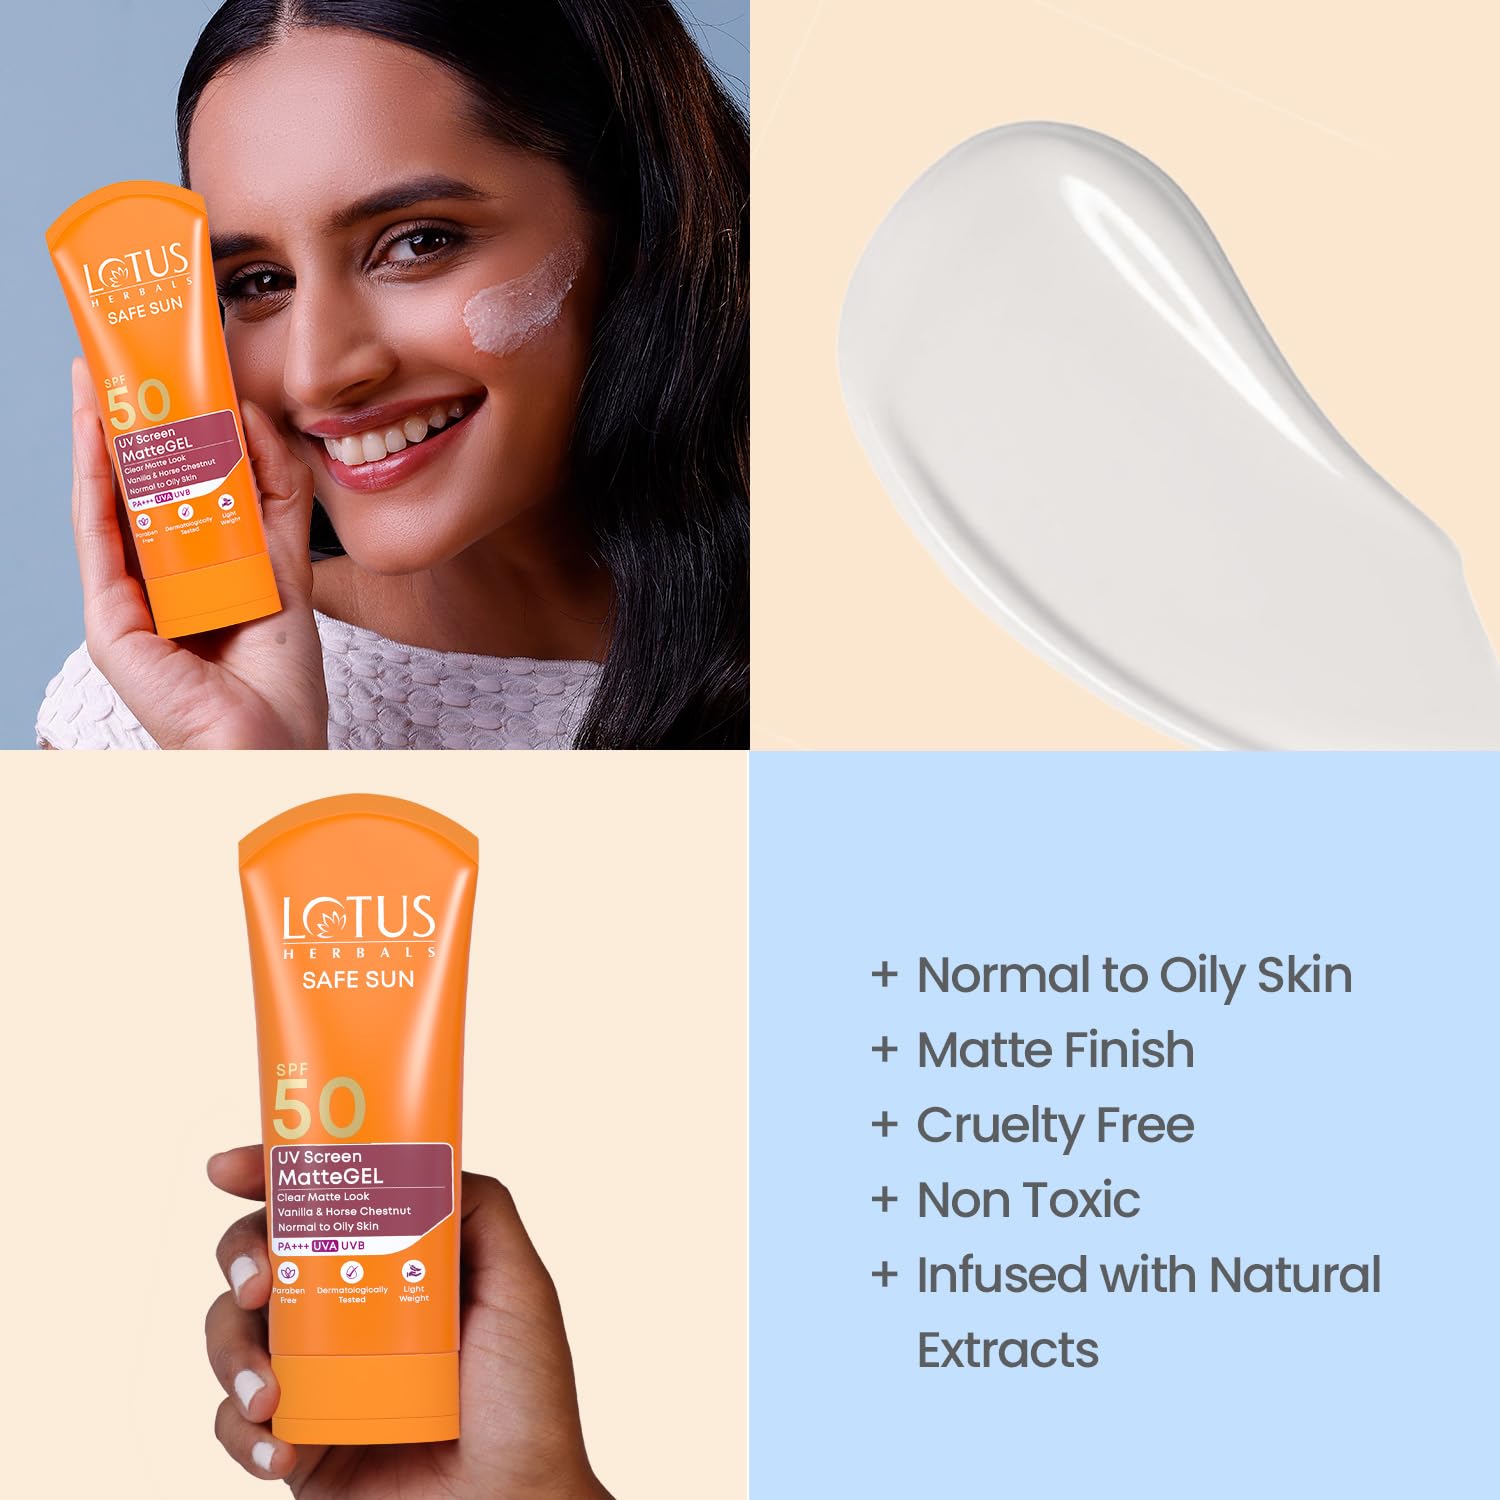 LOTUS
HERBALS
SAFE SUN
SPF
50
UV Screen
MatteGEL
Clear Matte Look
Vanilla & Horse Chestnut
Normal to Oily Skin
PA+++ UVA UVB
Paraben
Free
Dermatologically
Tested
Light
Weight
LOTUS
HERBALS
SAFE SUN
SPF
50
UV Screen
MatteGEL
Clear Matte Look
Vanilla & Horse Chestnut
Normal to Oily Skin
PA+++ UVA UVB
Paraben
Free
Dermatologically
Tested
Light
Weight
+ Normal to Oily Skin
+ Matte Finish
+ Cruelty Free
+ Non Toxic
+ Infused with Natural
Extracts